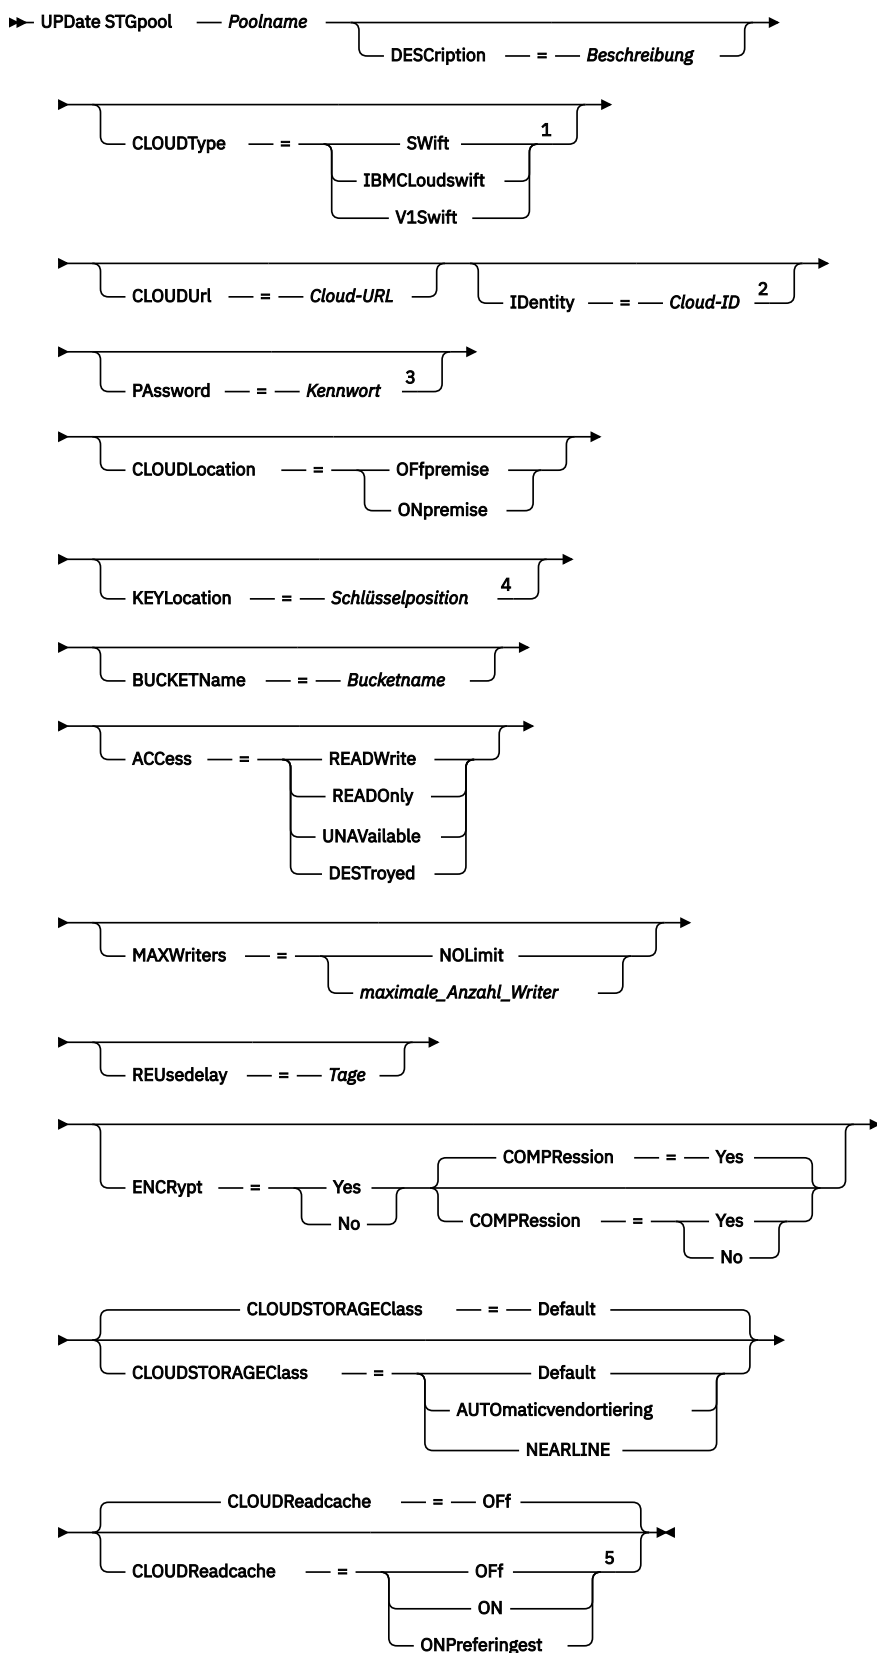 UPDate STGpool — Poolname
DESCription — = — Beschreibung
CLOUDType — = SWift 1
IBMCLoudswift
V1Swift
CLOUDUrl — = — Cloud-URL IDentity — = — Cloud-ID 2
PAssword — = — Kennwort 3
CLOUDLocation — = OFfpremise
ONpremise
KEYLocation — = — Schlüsselposition 4
BUCKETName — = — Bucketname
ACCess — = READWrite
READOnly
UNAVailable
DESTroyed
MAXWriters — = NOLimit
maximale_Anzahl_Writer
REUsedelay — = — Tage
COMPRession — = — Yes
ENCRypt — = Yes
No
COMPRession — = Yes
No
CLOUDSTORAGEClass — = — Default
CLOUDSTORAGEClass — = Default
AUTOmaticvendortiering
NEARLINE
CLOUDReadcache — = — OFf
CLOUDReadcache — = OFf 5
ON
ONPreferingest